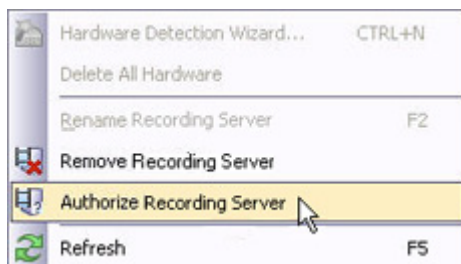 Hardware Detection Wizard... CTRL+N
Delete All Hardware
Rename Recording Server F2
Remove Recording Server
Authorize Recording Server
Refresh F5